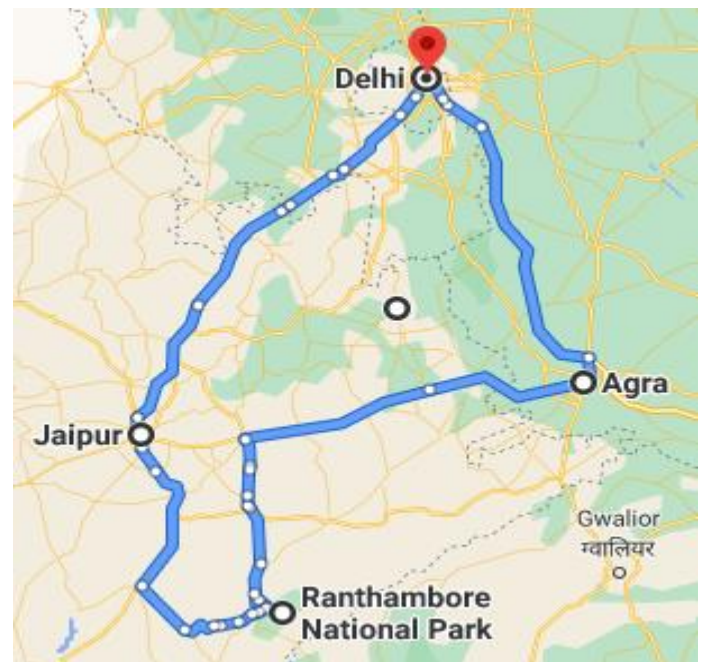 Delhi
Agra
Jaipur
Gwalior
ग्वालियर
Ranthambore
National Park